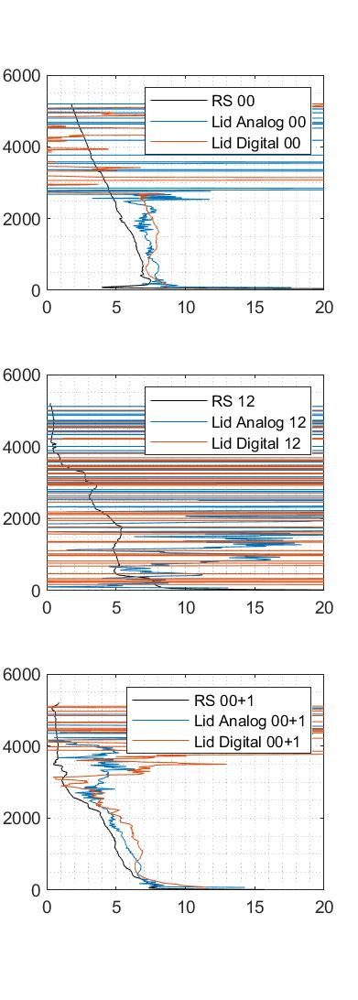 6000
4000
2000
0
0 5 10 15 20
RS 00
Lid Analog 00
Lid Digital 00
6000
4000
2000
0
0 5 10 15 20
RS 12
Lid Analog 12
Lid Digital 12
6000
4000
2000
0
0 5 10 15 20
RS 00+1
Lid Analog 00+1
Lid Digital 00+1